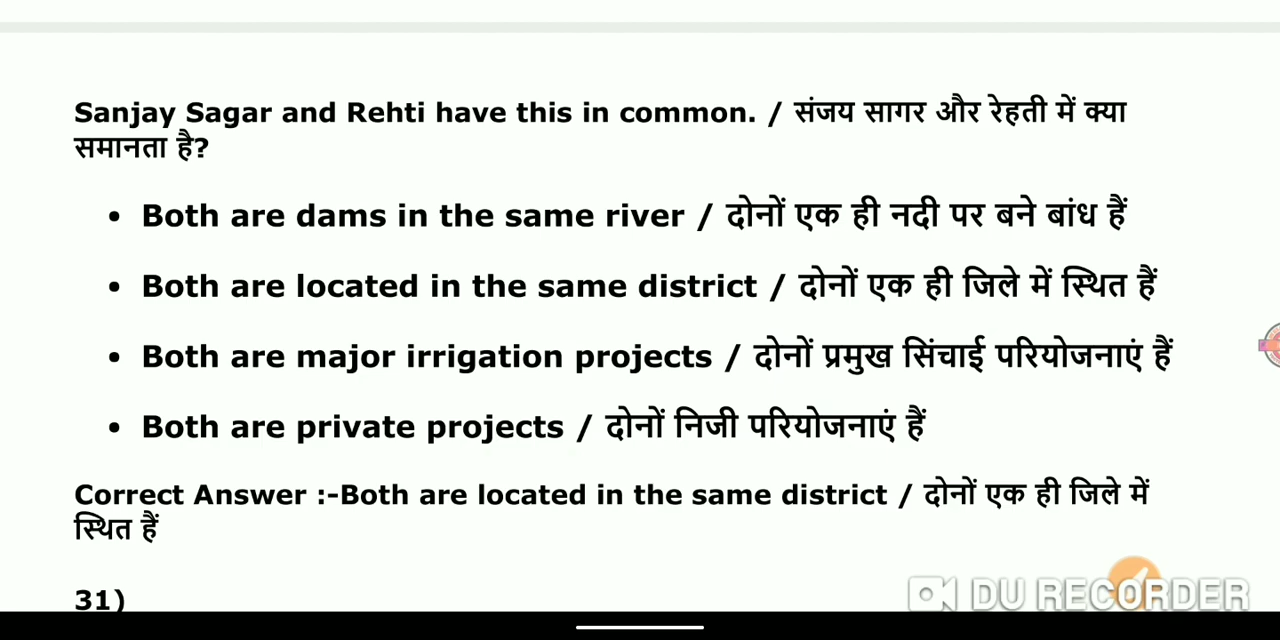 Sanjay Sagar and Rehti have this in common. / संजय सागर और रेहती में क्या
समानता है?
• Both are dams in the same river / दोनों एक ही नदी पर बने बांध हैं
• Both are located in the same district / दोनों एक ही जिले में स्थित हैं
• Both are major irrigation projects / दोनों प्रमुख सिंचाई परियोजनाएं हैं
• Both are private projects / दोनों निजी परियोजनाएं हैं
Correct Answer :-Both are located in the same district / दोनों एक ही जिले में
स्थित हैं
31)
DU RECORDER